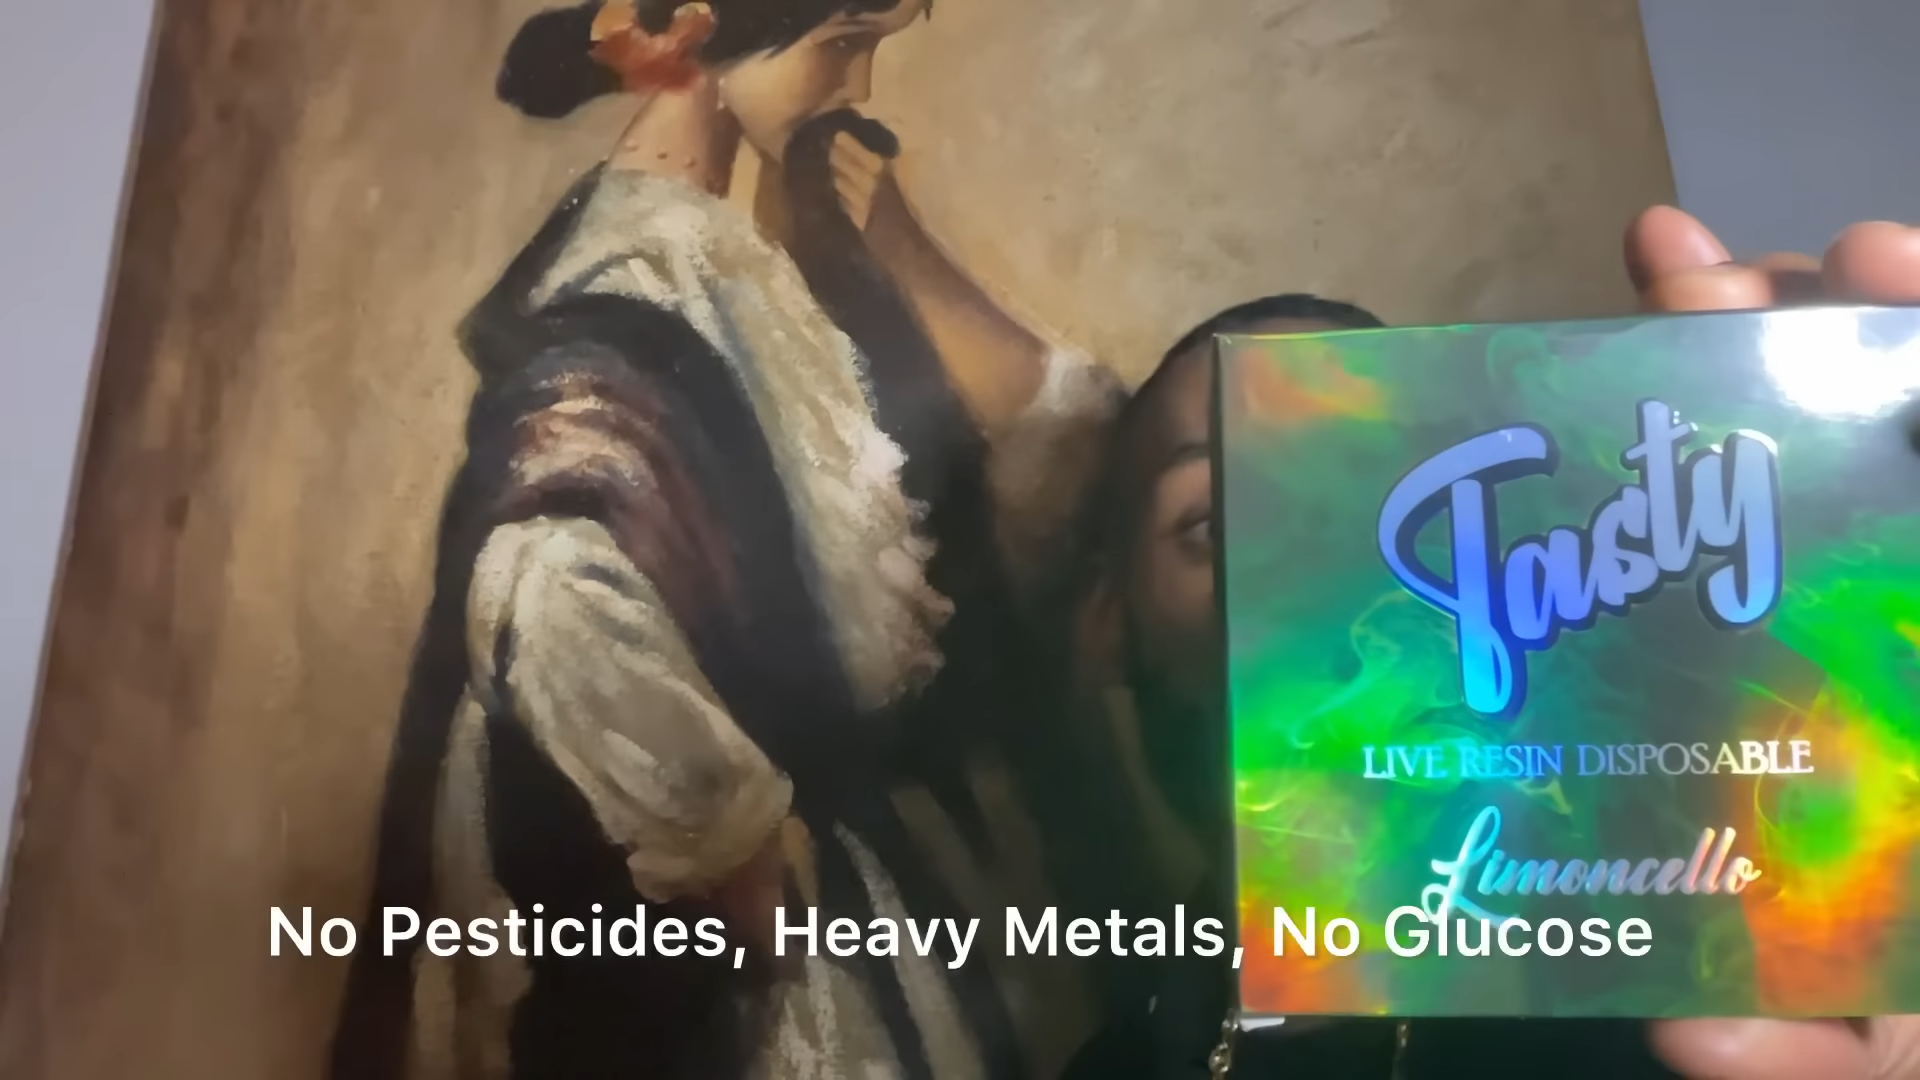 Tasty
LIVE RESIN DISPOSABLE
Limoncello
No Pesticides, Heavy Metals, No Glucose